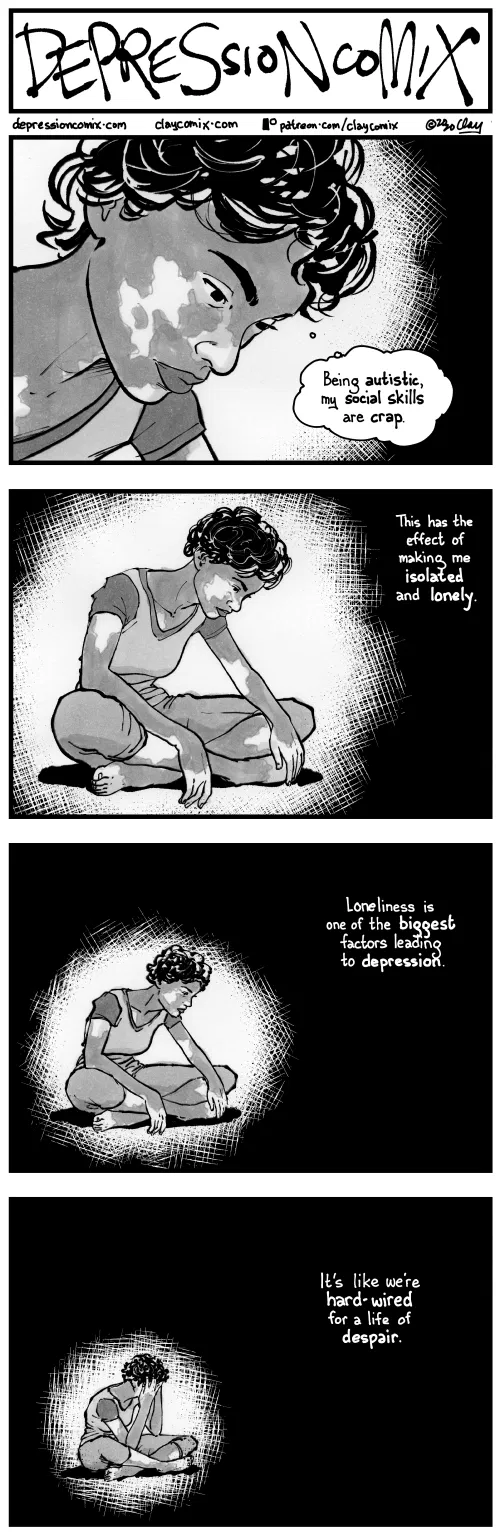 DEPRESSION COMIX
depressioncomix.com claycomix.com patreon.com/claycomix ©2020 Clay
Being autistic,
my social skills
are crap.
This has the
effect of
making me
isolated
and lonely.
Loneliness is
one of the biggest
factors leading
to depression.
It's like we're
hard-wired
for a life of
despair.